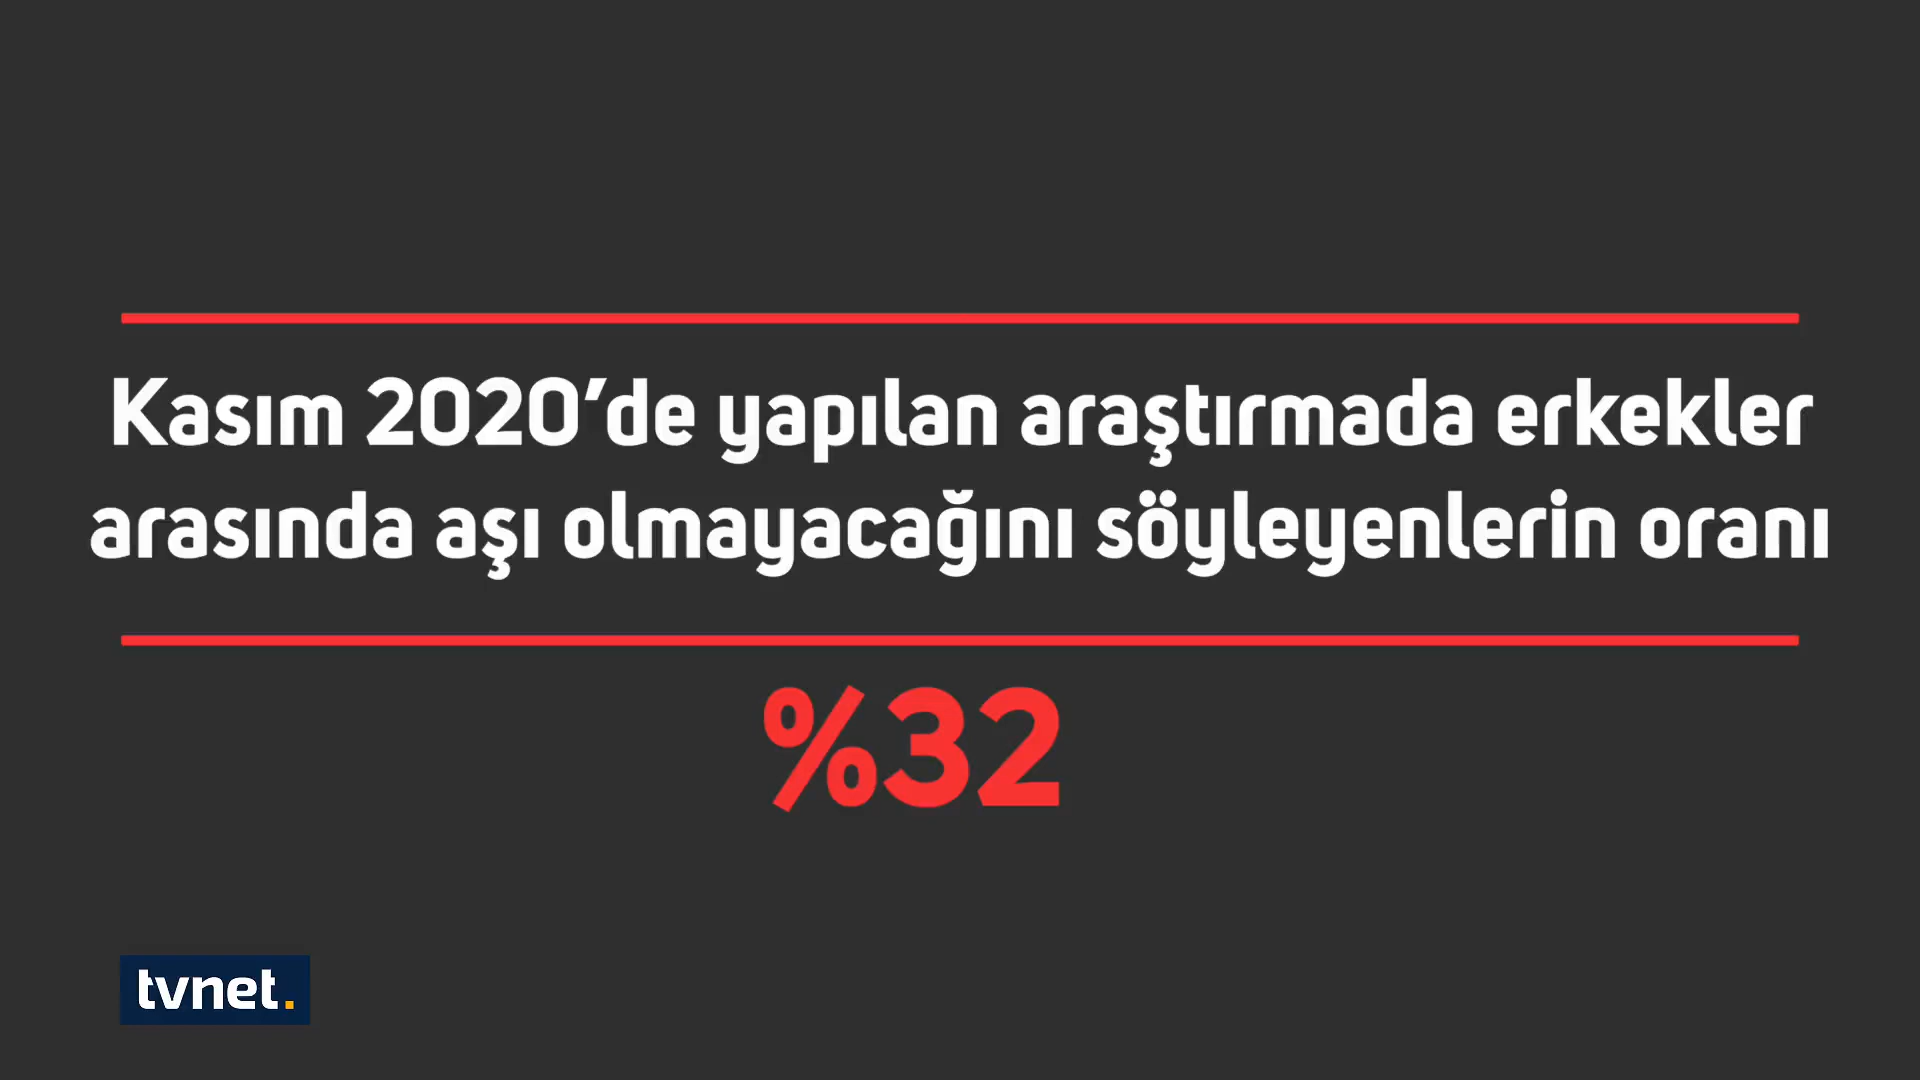 Kasım 2020’de yapılan araştırmada erkekler
arasında aşı olmayacağını söyleyenlerin oranı
%32
tvnet.